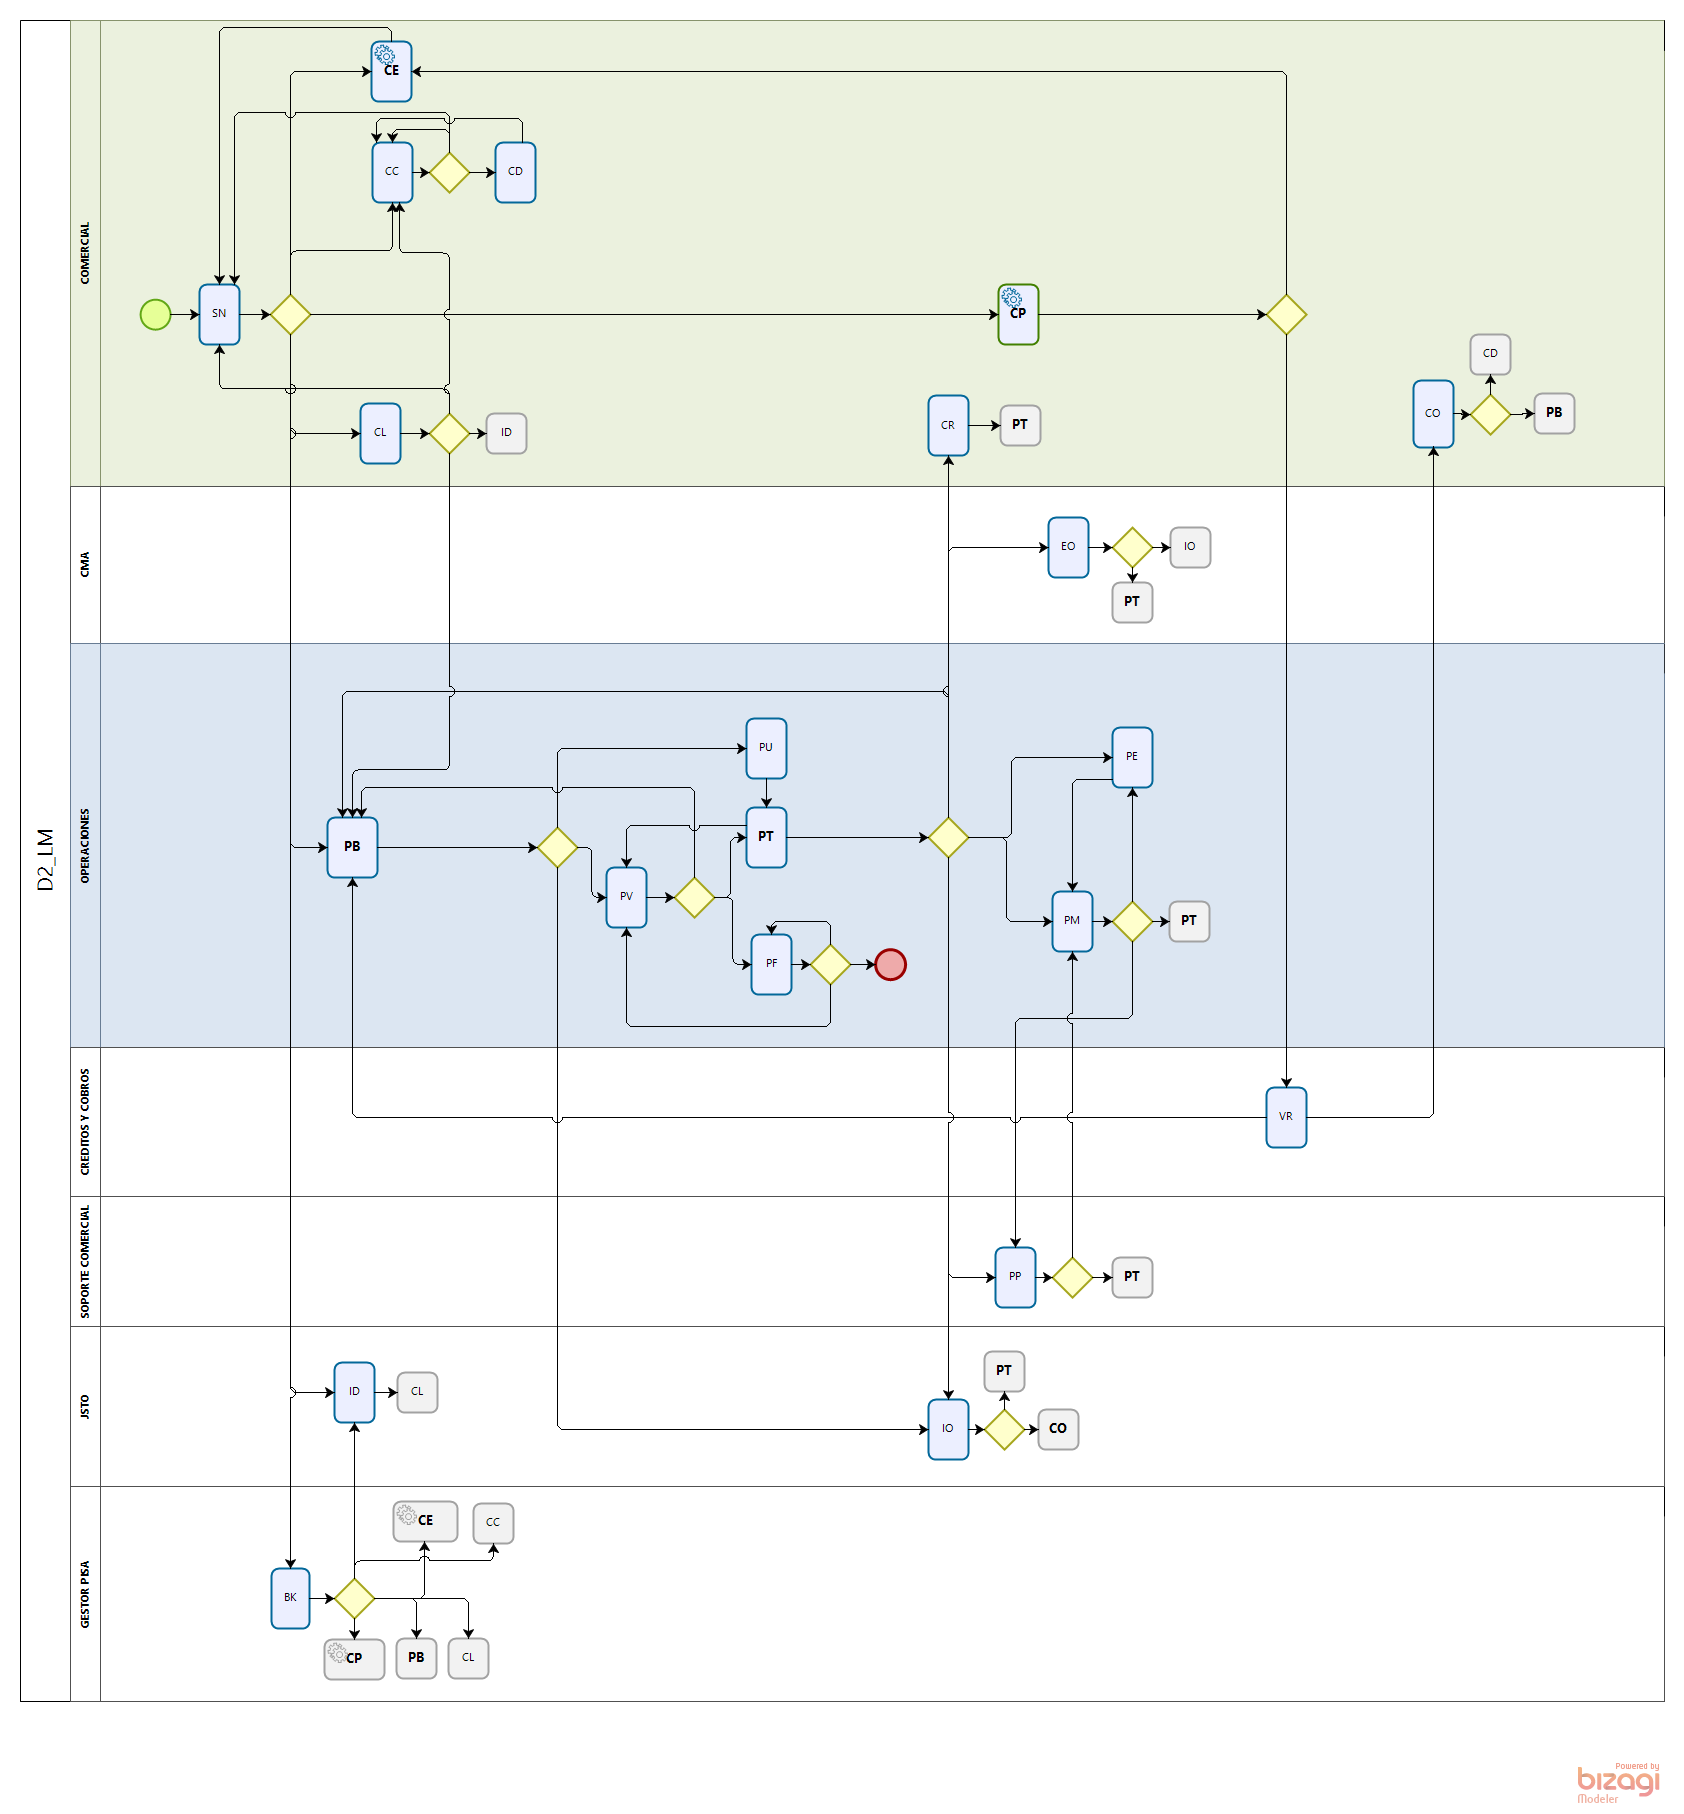 D2_LM
COMERCIAL
CE
CC
CD
SN
CP
CL
ID
CR
PT
CO
CD
PB
CMA
EO
IO
PT
OPERACIONES
PU
PE
PB
PT
PV
PM
PT
PF
CREDITOS Y COBROS
VR
SOPORTE COMERCIAL
PP
PT
JSTO
ID
CL
PT
IO
CO
GESTOR PISA
CE
CC
BK
CP
PB
CL
Powered by
bizagi
Modeler